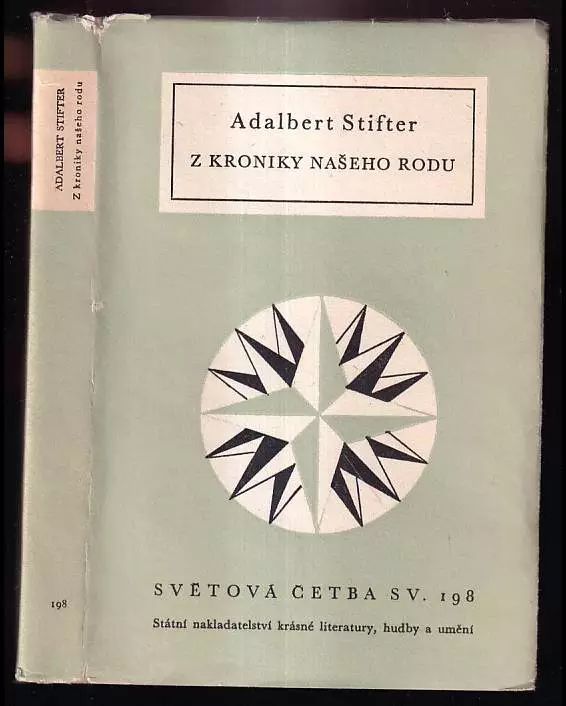 ADALBERT STIFTER
Z kroniky našeho rodu
198
Adalbert Stifter
Z KRONIKY NAŠEHO RODU
SVĚTOVÁ ČETBA SV. 198
Státní nakladatelství krásné literatury, hudby a umění